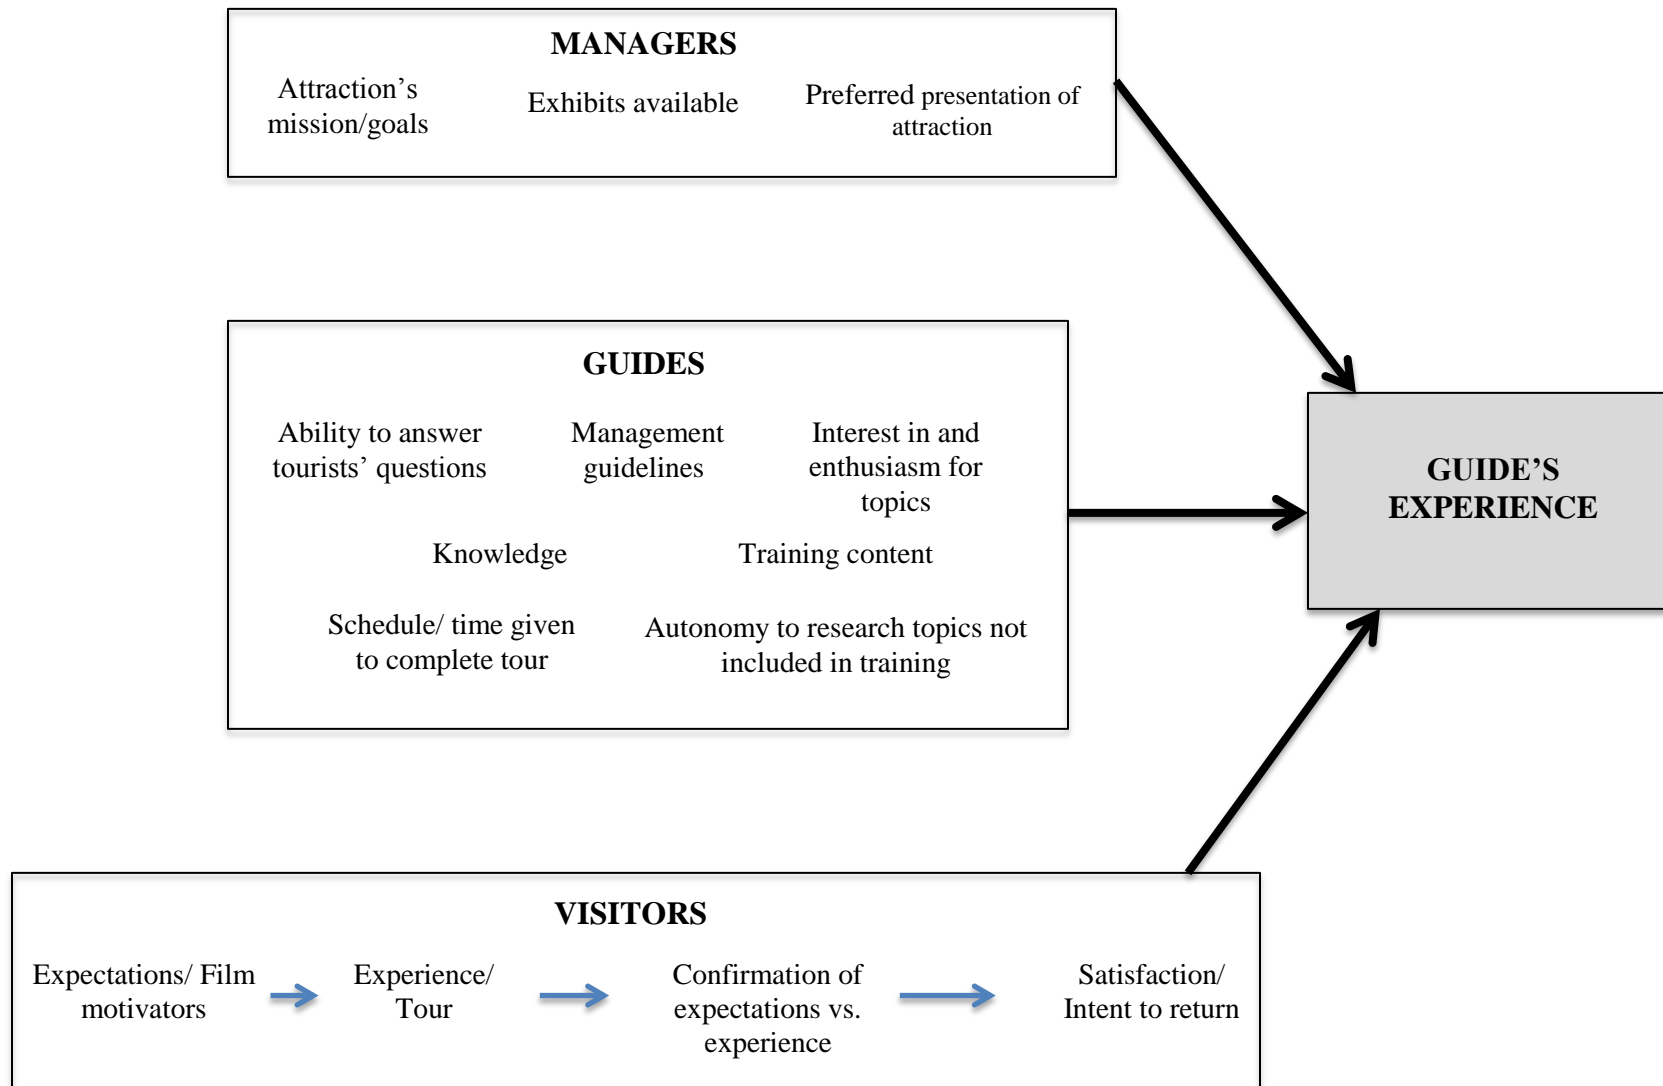 MANAGERS
Attraction’s
mission/goals
Exhibits available
Preferred presentation of
attraction
GUIDES
Ability to answer
tourists’ questions
Management
guidelines
Interest in and
enthusiasm for
topics
Knowledge
Training content
Schedule/ time given
to complete tour
Autonomy to research topics not
included in training
GUIDE’S
EXPERIENCE
VISITORS
Expectations/ Film
motivators
Experience/
Tour
Confirmation of
expectations vs.
experience
Satisfaction/
Intent to return